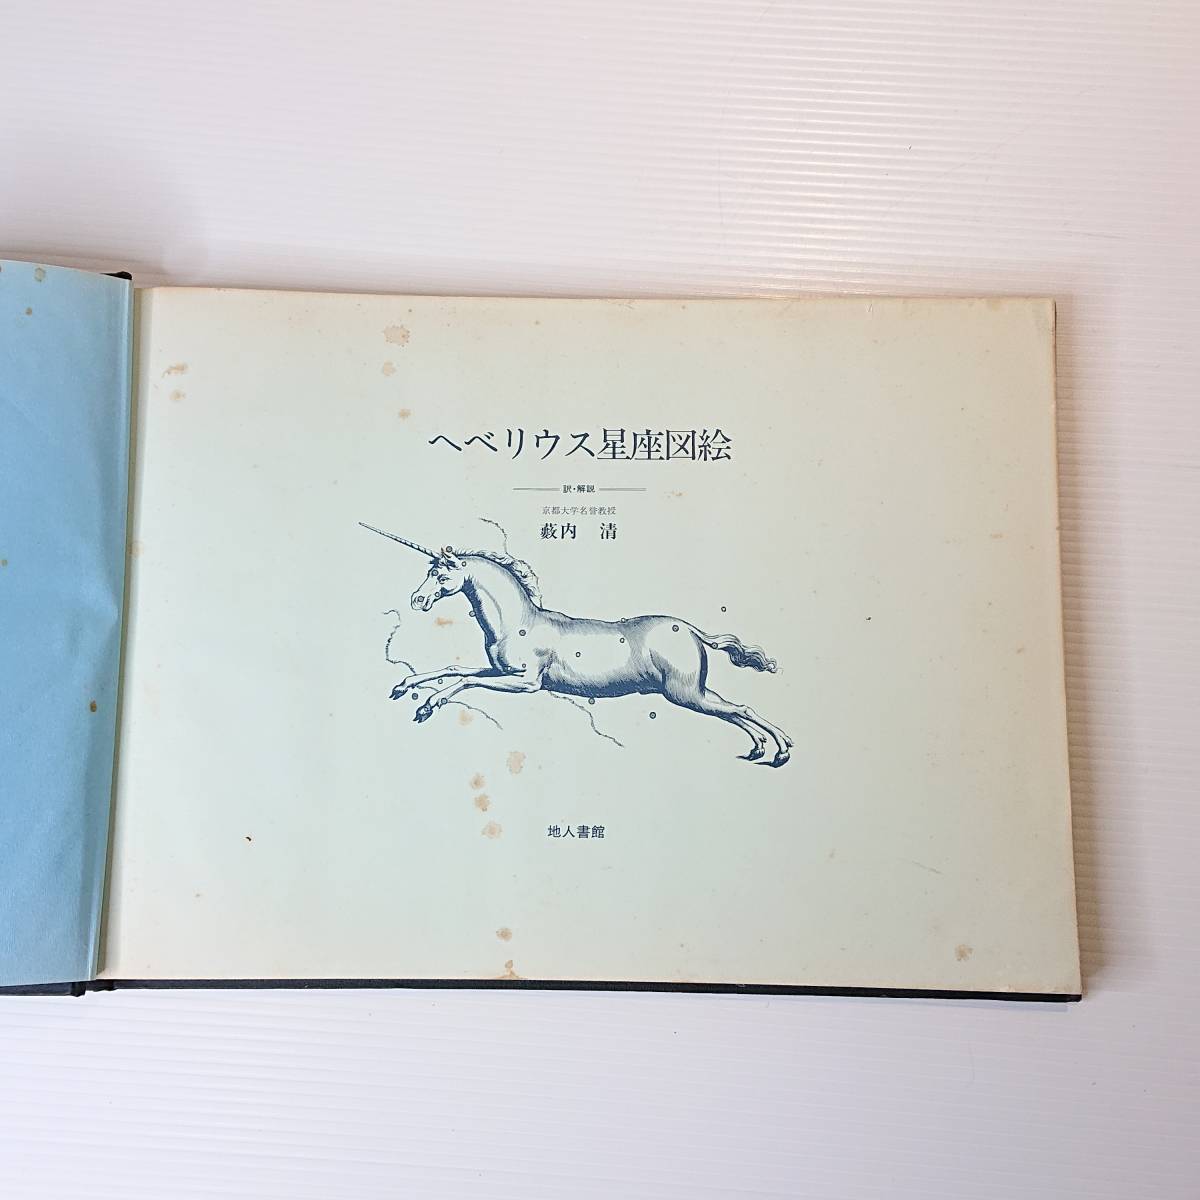 ヘベリウス星座図絵
訳・解説
京都大学名誉教授
藪内 清
地人書館